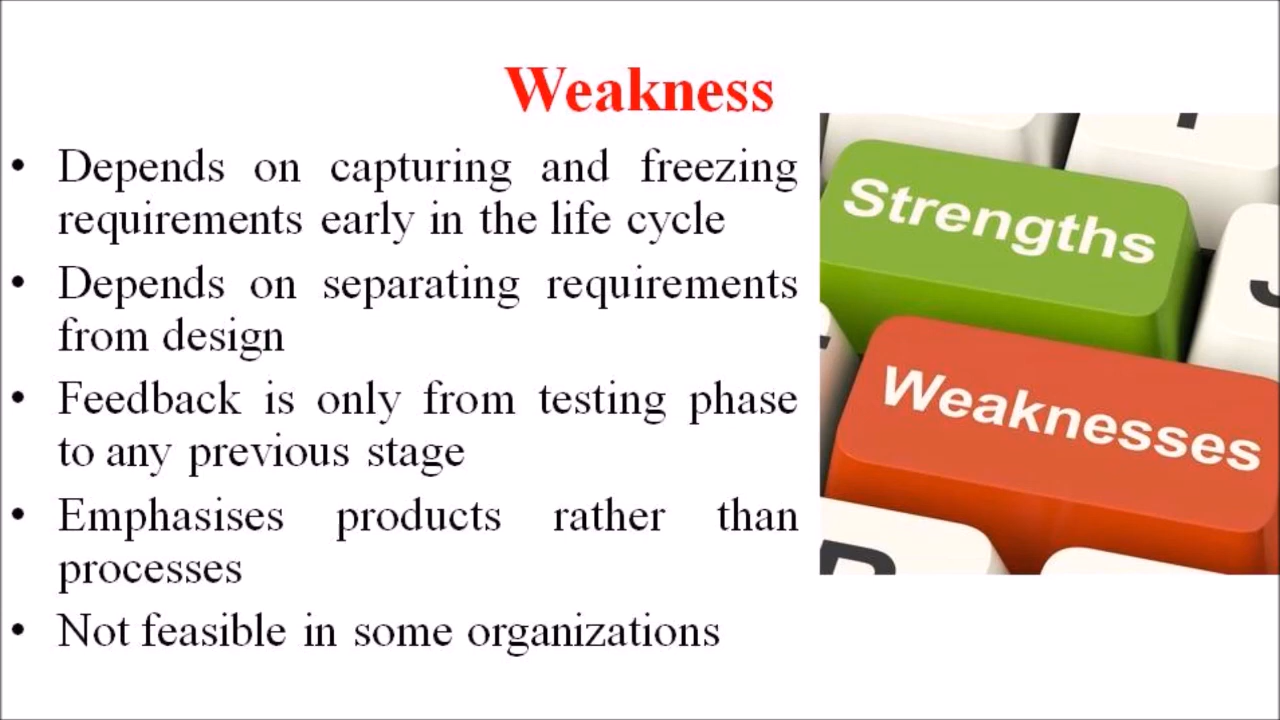 Weakness
• Depends on capturing and freezing
requirements early in the life cycle
• Depends on separating requirements
from design
• Feedback is only from testing phase
to any previous stage
• Emphasises products rather than
processes
• Not feasible in some organizations
Strengths
Weaknesses